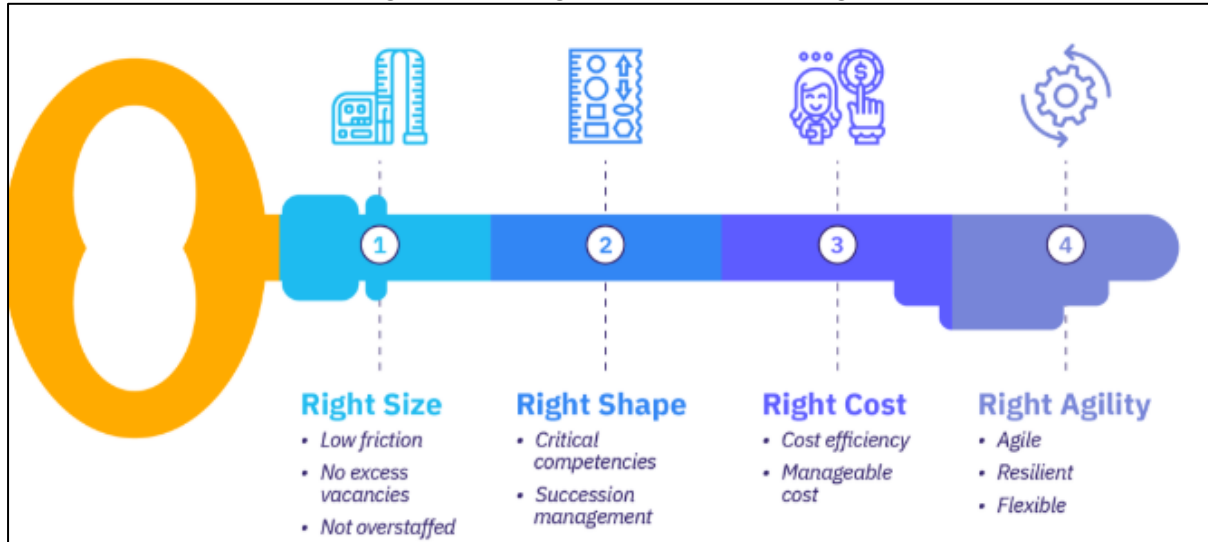 1
2
3
4
$
Right Size
• Low friction
• No excess
vacancies
• Not overstaffed
Right Shape
• Critical
competencies
• Succession
management
Right Cost
• Cost efficiency
• Manageable
cost
Right Agility
• Agile
• Resilient
• Flexible